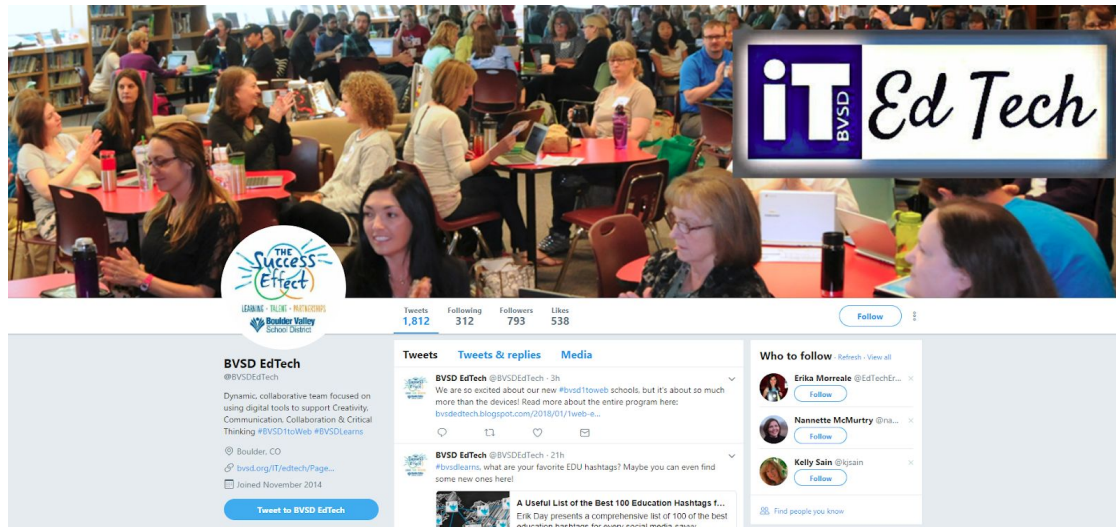 iT
BVSD
Ed Tech
THE
Success
Effect
LEARNING • TALENT • PARTNERSHIPS
Boulder Valley
School District
Tweets
1,812
Following
312
Followers
793
Likes
538
Follow
BVSD EdTech
@BVSDEdTech
Dynamic, collaborative team focused on
using digital tools to support Creativity,
Communication, Collaboration & Critical
Thinking #BVSD1toWeb #BVSDLearns
Boulder, CO
bvsd.org/IT/edtech/Page...
Joined November 2014
Tweet to BVSD EdTech
Tweets Tweets & replies Media
BVSD EdTech @BVSDEdTech · 3h
We are so excited about our new #bvsd1toweb schools, but it's about so much
more than the devices! Read more about the entire program here:
bvsdedtech.blogspot.com/2018/01/1web-e...
BVSD EdTech @BVSDEdTech · 21h
#bvsdlearns, what are your favorite EDU hashtags? Maybe you can even find
some new ones here!
A Useful List of the Best 100 Education Hashtags f...
Erik Day presents a comprehensive list of 100 of the best
education hashtags for every social media savvy
Who to follow · Refresh · View all
Erika Morreale @EdTechEr...
Follow
Nannette McMurtry @na...
Follow
Kelly Sain @kjsain
Follow
Find people you know